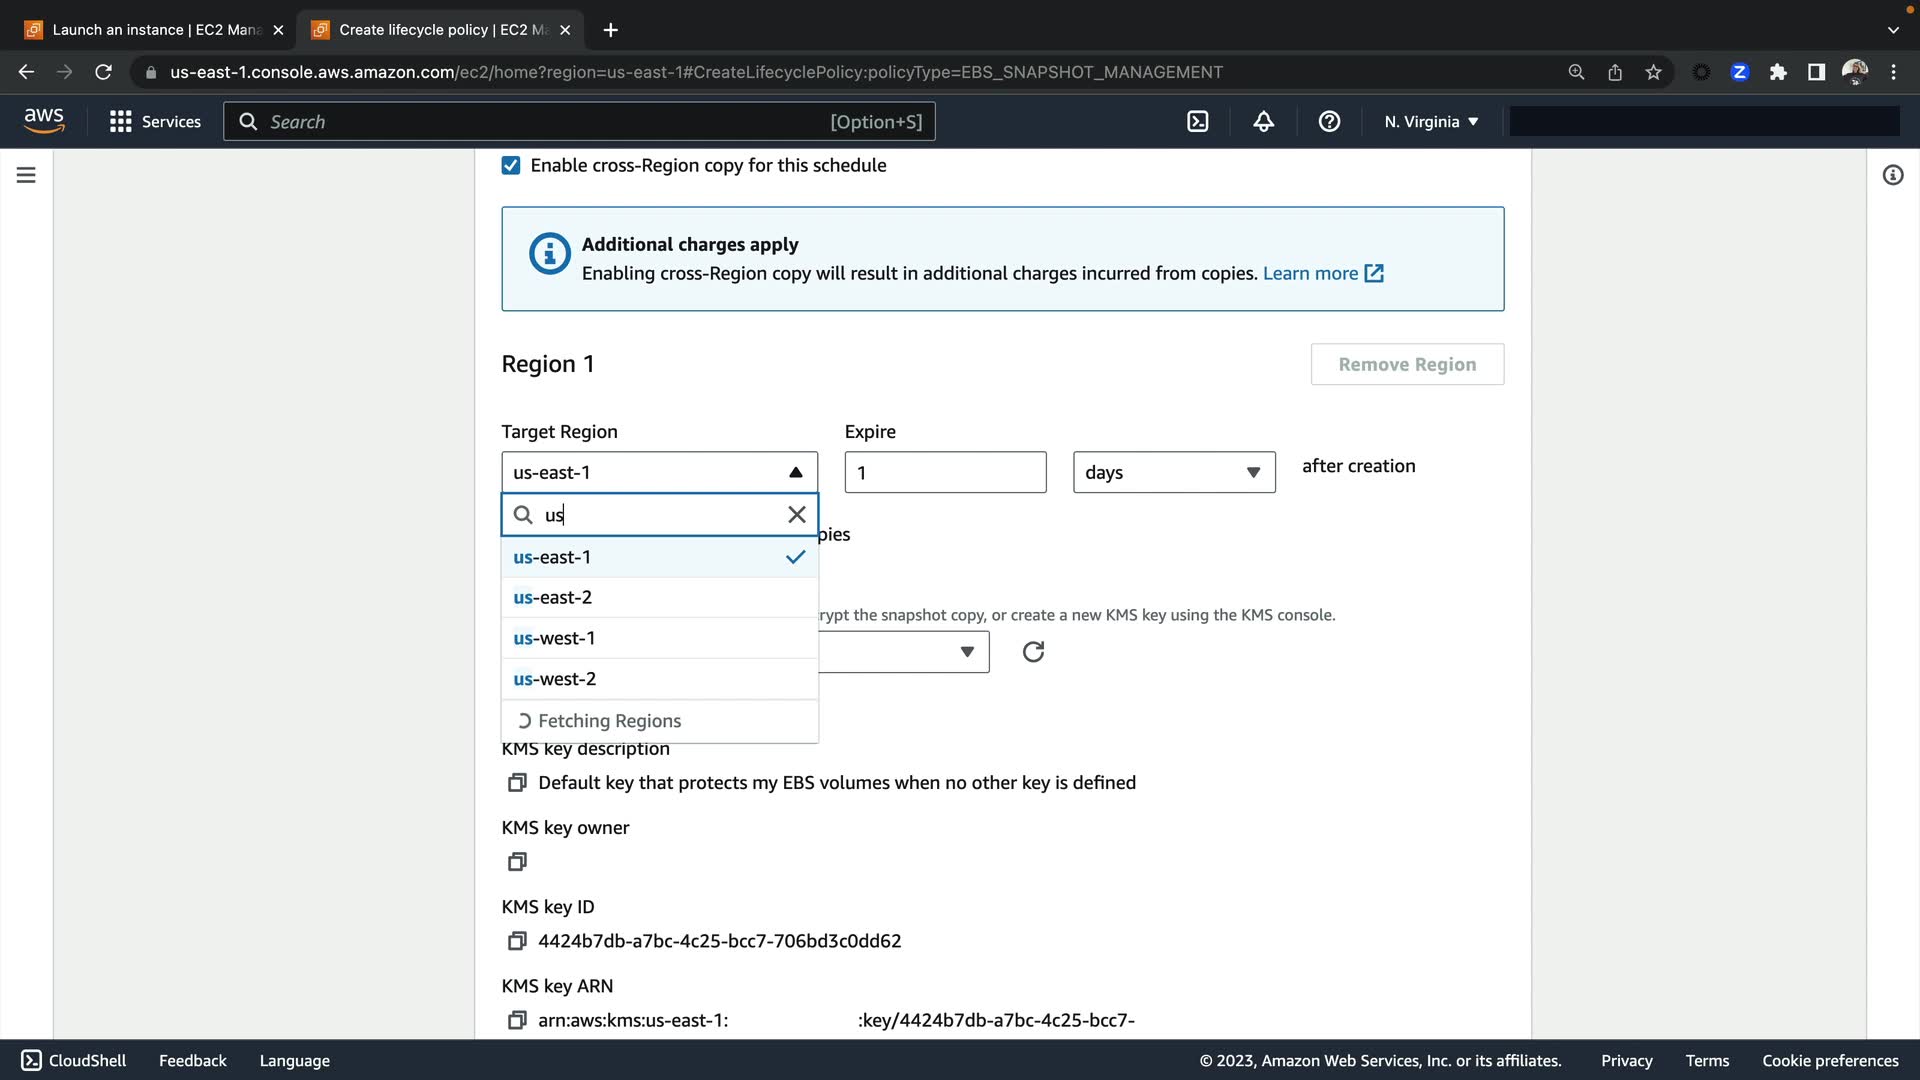 Launch an instance | EC2 Mana
Create lifecycle policy | EC2 Ma
us-east-1.console.aws.amazon.com/ec2/home?region=us-east-1#CreateLifecyclePolicy:policyType=EBS_SNAPSHOT_MANAGEMENT
Z
aws
Services
Search
[Option+S]
N. Virginia
Enable cross-Region copy for this schedule
Additional charges apply
Enabling cross-Region copy will result in additional charges incurred from copies. Learn more
Region 1
Remove Region
Target Region
Expire
us-east-1
1
days
after creation
us
pies
us-east-1
us-east-2
crypt the snapshot copy, or create a new KMS key using the KMS console.
us-west-1
us-west-2
Fetching Regions
KMS key description
Default key that protects my EBS volumes when no other key is defined
KMS key owner
KMS key ID
4424b7db-a7bc-4c25-bcc7-706bd3c0dd62
KMS key ARN
arn:aws:kms:us-east-1: :key/4424b7db-a7bc-4c25-bcc7-
CloudShell
Feedback
Language
© 2023, Amazon Web Services, Inc. or its affiliates.
Privacy
Terms
Cookie preferences